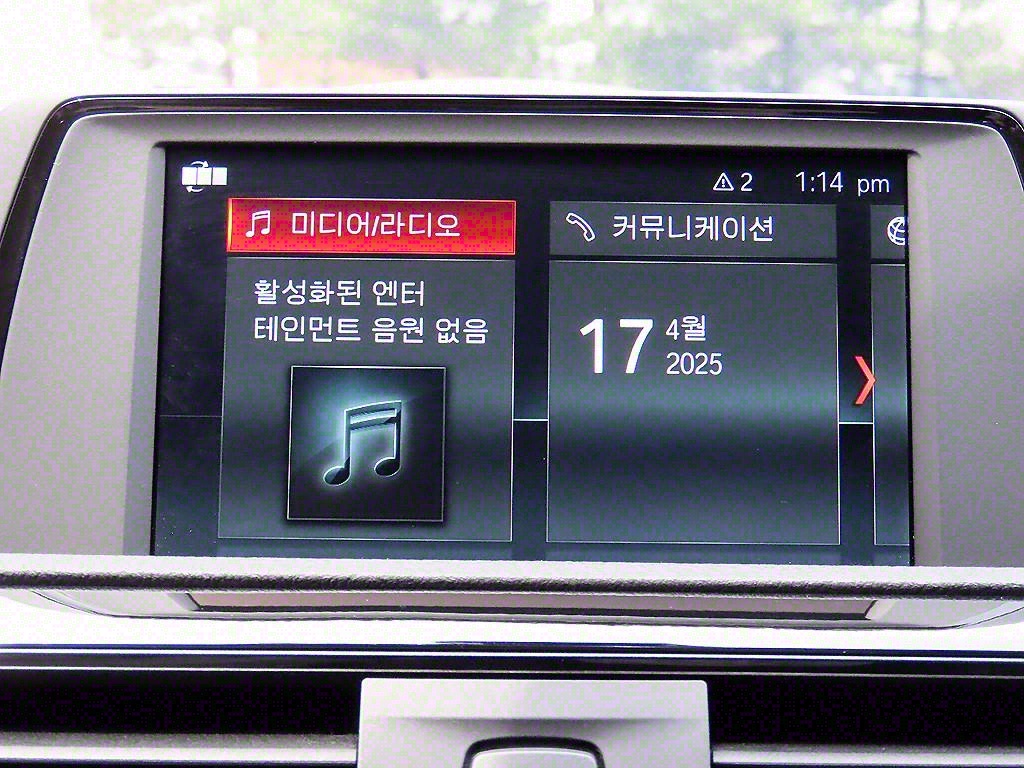 2 1:14 pm
미디어/라디오
커뮤니케이션
활성화된 엔터
테인먼트 음원 없음
17 4월
2025